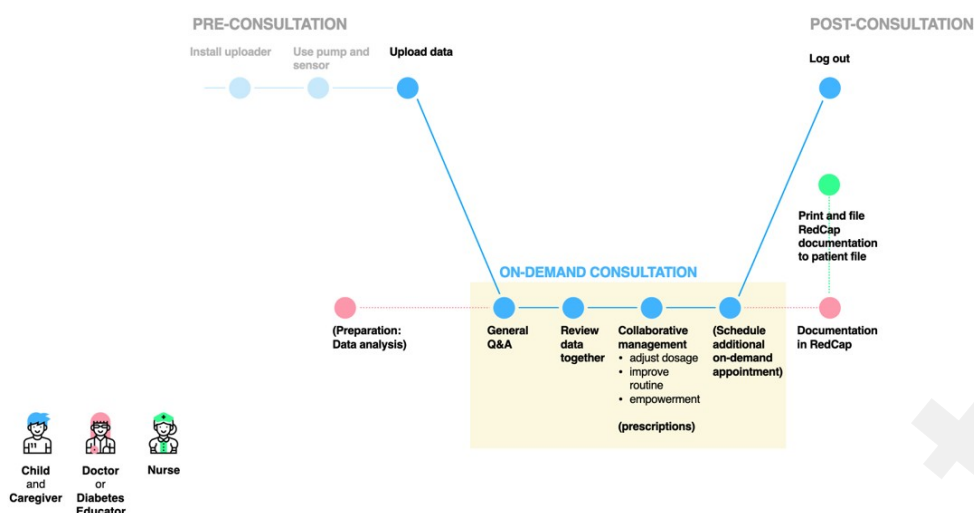 PRE-CONSULTATION
POST-CONSULTATION
Install uploader
Use pump and
sensor
Upload data
Log out
Print and file
RedCap
documentation
to patient file
ON-DEMAND CONSULTATION
(Preparation:
Data analysis)
General
Q&A
Review
data
together
Collaborative
management
• adjust dosage
• improve
routine
• empowerment
(prescriptions)
(Schedule
additional
on-demand
appointment)
Documentation
in RedCap
Child
and
Caregiver
Doctor
or
Diabetes
Educator
Nurse